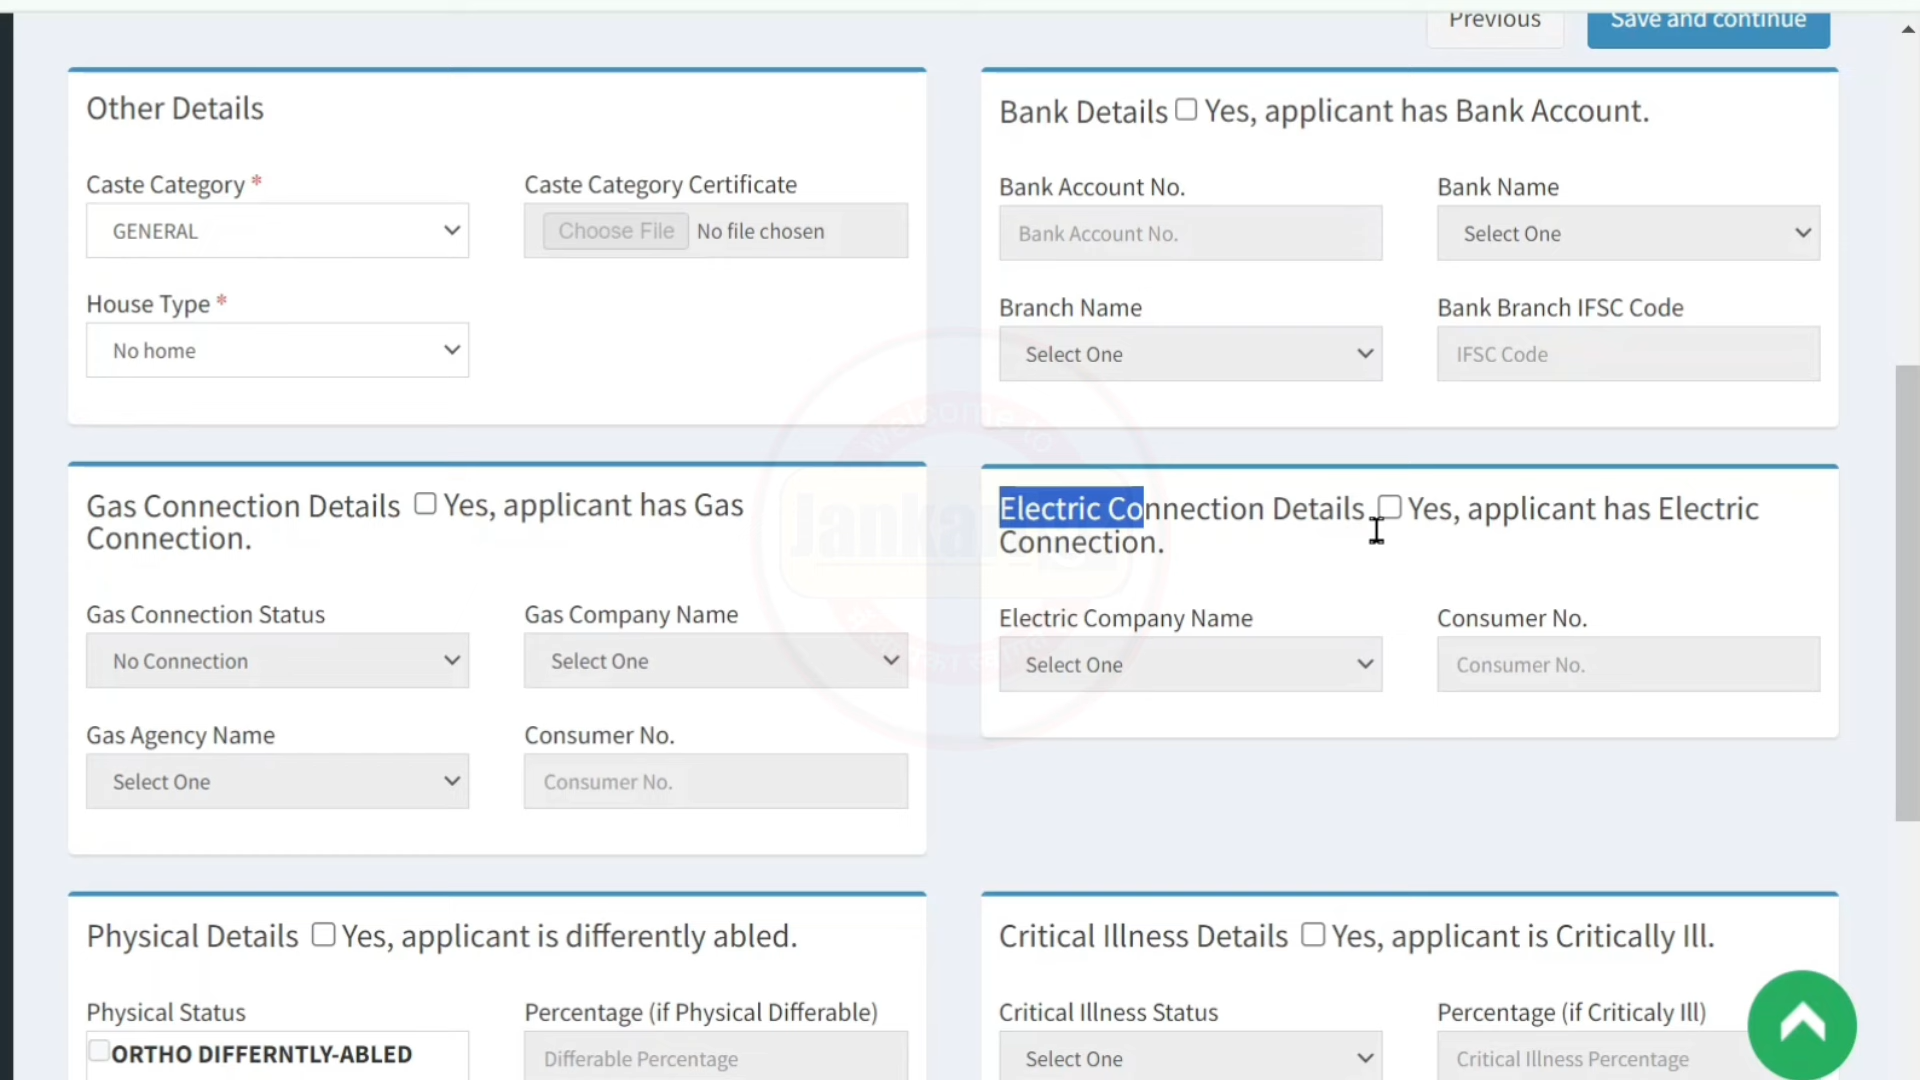 Previous
Save and continue
Other Details
Caste Category *
Caste Category Certificate
GENERAL
Choose File No file chosen
House Type *
No home
Bank Details Yes, applicant has Bank Account.
Bank Account No.
Bank Name
Bank Account No.
Select One
Branch Name
Bank Branch IFSC Code
Select One
IFSC Code
Gas Connection Details Yes, applicant has Gas
Connection.
Gas Connection Status
Gas Company Name
No Connection
Select One
Gas Agency Name
Consumer No.
Select One
Consumer No.
Electric Connection Details Yes, applicant has Electric
Connection.
Electric Company Name
Consumer No.
Select One
Consumer No.
welcome to
Physical Details Yes, applicant is differently abled.
Physical Status
Percentage (if Physical Differable)
ORTHO DIFFERNTLY-ABLED
Differable Percentage
Critical Illness Details Yes, applicant is Critically Ill.
Critical Illness Status
Percentage (if Criticaly Ill)
Select One
Critical Illness Percentage